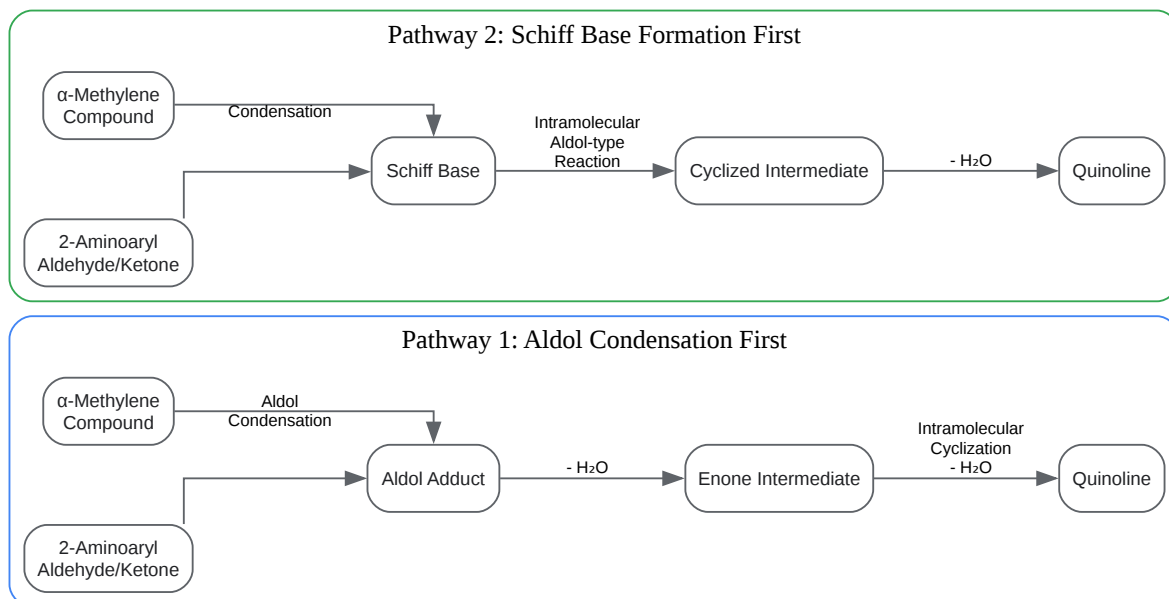 Pathway 2: Schiff Base Formation First
α-Methylene
Compound
Condensation
2-Aminoaryl
Aldehyde/Ketone
Schiff Base
Intramolecular
Aldol-type
Reaction
Cyclized Intermediate
- H₂O
Quinoline
Pathway 1: Aldol Condensation First
α-Methylene
Compound
Aldol
Condensation
2-Aminoaryl
Aldehyde/Ketone
Aldol Adduct
- H₂O
Enone Intermediate
Intramolecular
Cyclization
- H₂O
Quinoline